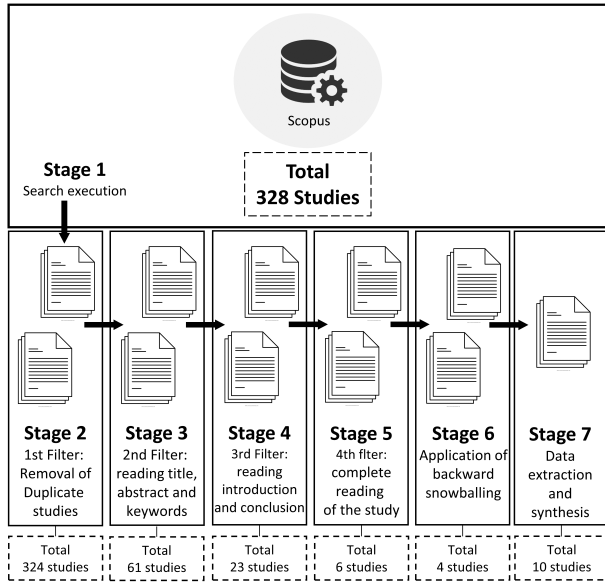 Scopus
Total
328 Studies
Stage 1
Search execution
Stage 2
1st Filter:
Removal of
Duplicate
studies
Total
324 studies
Stage 3
2nd Filter:
reading title,
abstract and
keywords
Total
61 studies
Stage 4
3rd Filter:
reading
introduction
and conclusion
Total
23 studies
Stage 5
4th flter:
complete
reading
of the study
Total
6 studies
Stage 6
Application of
backward
snowballing
Total
4 studies
Stage 7
Data
extraction
and
synthesis
Total
10 studies